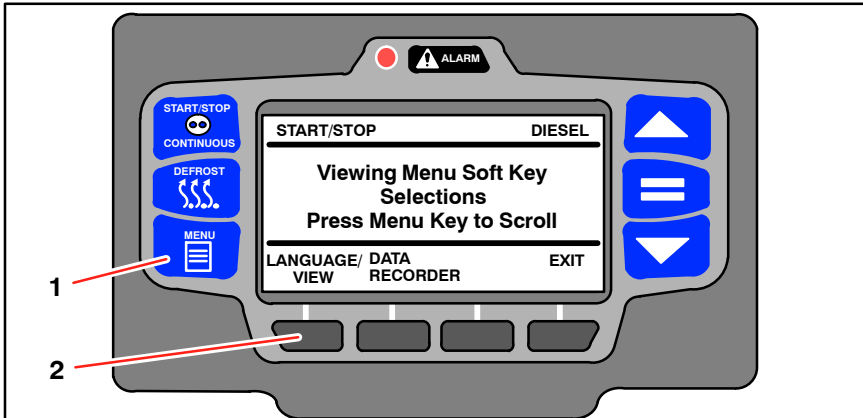 ALARM
START/STOP
CONTINUOUS
DEFROST
MENU
START/STOP DIESEL
Viewing Menu Soft Key
Selections
Press Menu Key to Scroll
LANGUAGE/ DATA EXIT
VIEW RECORDER
1
2